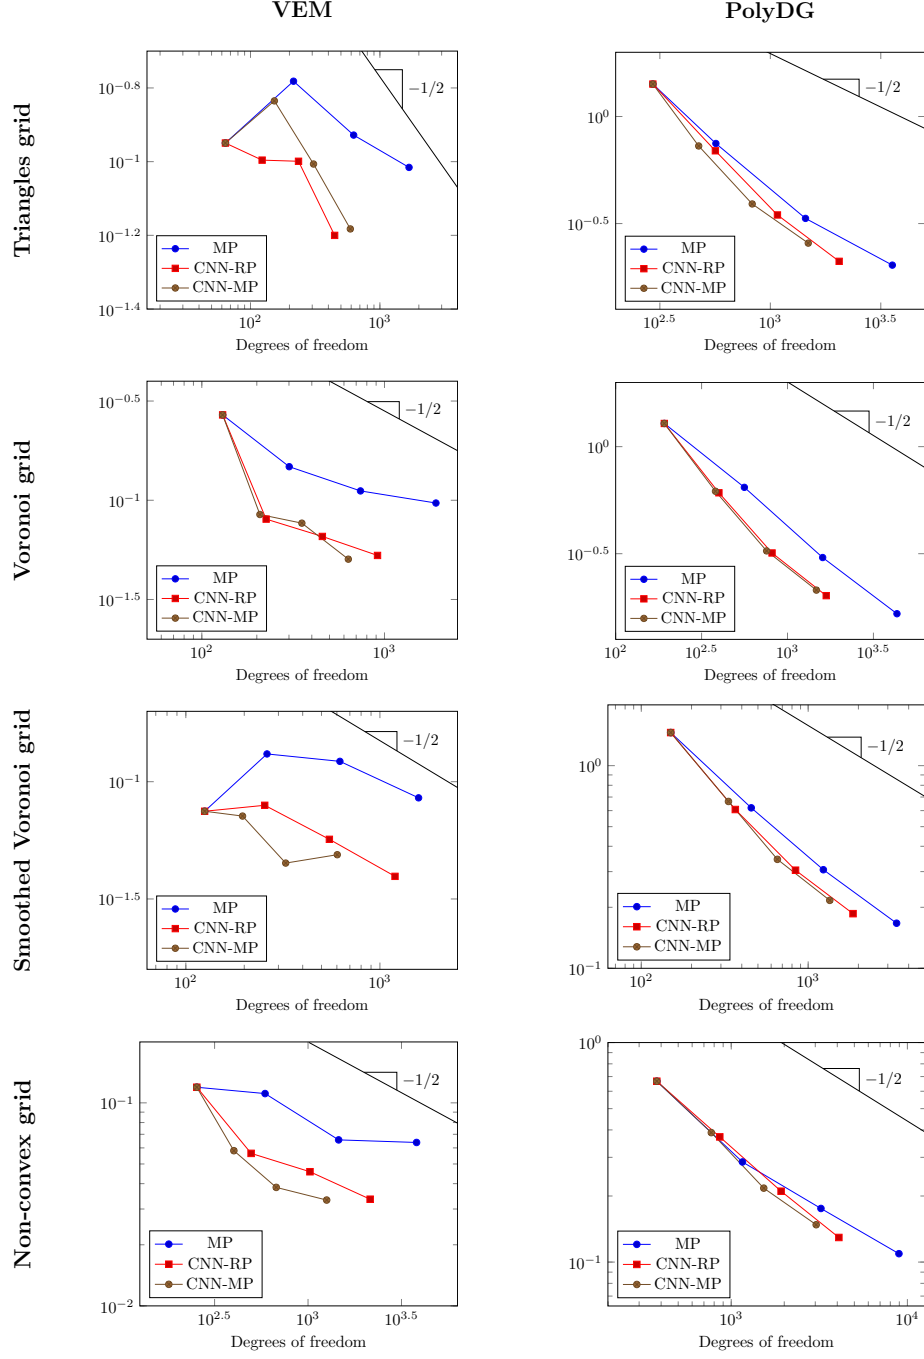 VEM
PolyDG
Triangles grid
10^{−0.8}
10^{−1}
10^{−1.2}
10^{−1.4}
−1/2
MP
CNN-RP
CNN-MP
10^2
10^3
Degrees of freedom
10^0
10^{−0.5}
−1/2
MP
CNN-RP
CNN-MP
10^{2.5}
10^3
10^{3.5}
Degrees of freedom
Voronoi grid
10^{−0.5}
10^{−1}
10^{−1.5}
−1/2
MP
CNN-RP
CNN-MP
10^2
10^3
Degrees of freedom
10^0
10^{−0.5}
−1/2
MP
CNN-RP
CNN-MP
10^2
10^{2.5}
10^3
10^{3.5}
Degrees of freedom
Smoothed Voronoi grid
10^{−1}
10^{−1.5}
−1/2
MP
CNN-RP
CNN-MP
10^2
10^3
Degrees of freedom
10^0
10^{−1}
−1/2
MP
CNN-RP
CNN-MP
10^2
10^3
Degrees of freedom
Non-convex grid
10^{−1}
10^{−2}
−1/2
MP
CNN-RP
CNN-MP
10^{2.5}
10^3
10^{3.5}
Degrees of freedom
10^0
10^{−1}
−1/2
MP
CNN-RP
CNN-MP
10^3
10^4
Degrees of freedom